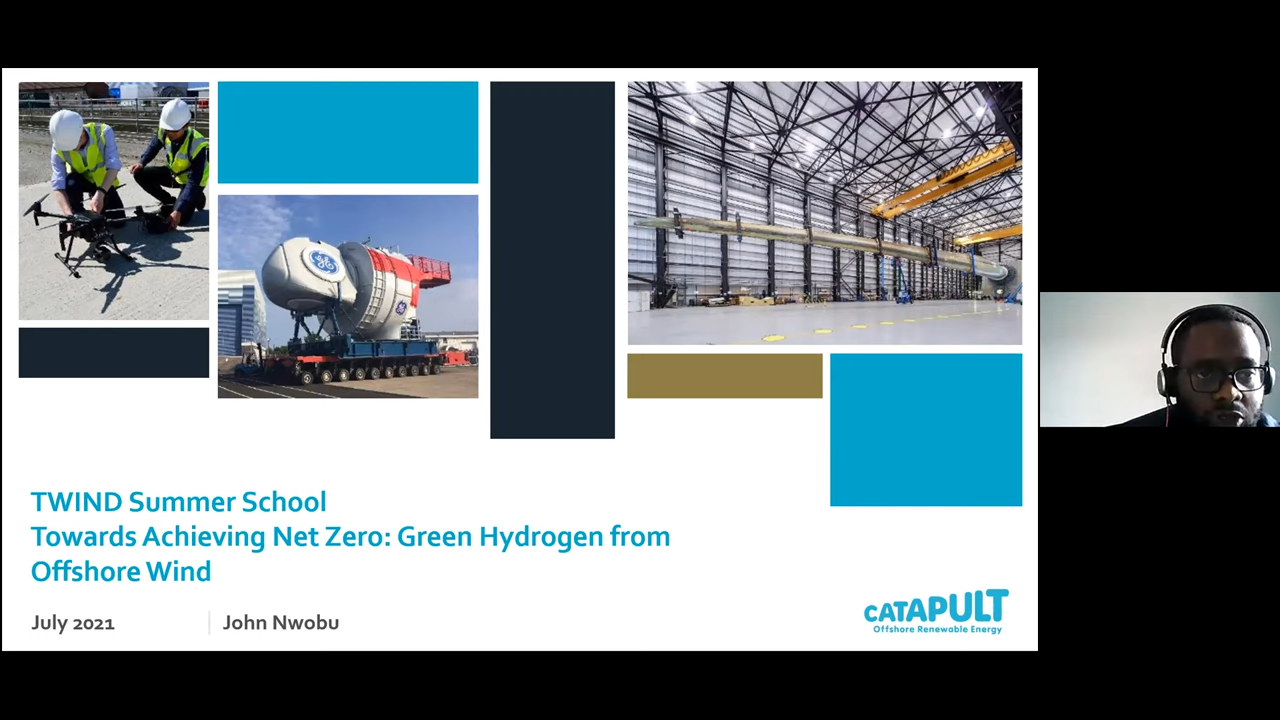 TWIND Summer School
Towards Achieving Net Zero: Green Hydrogen from
Offshore Wind
July 2021
John Nwobu
CATAPULT
Offshore Renewable Energy